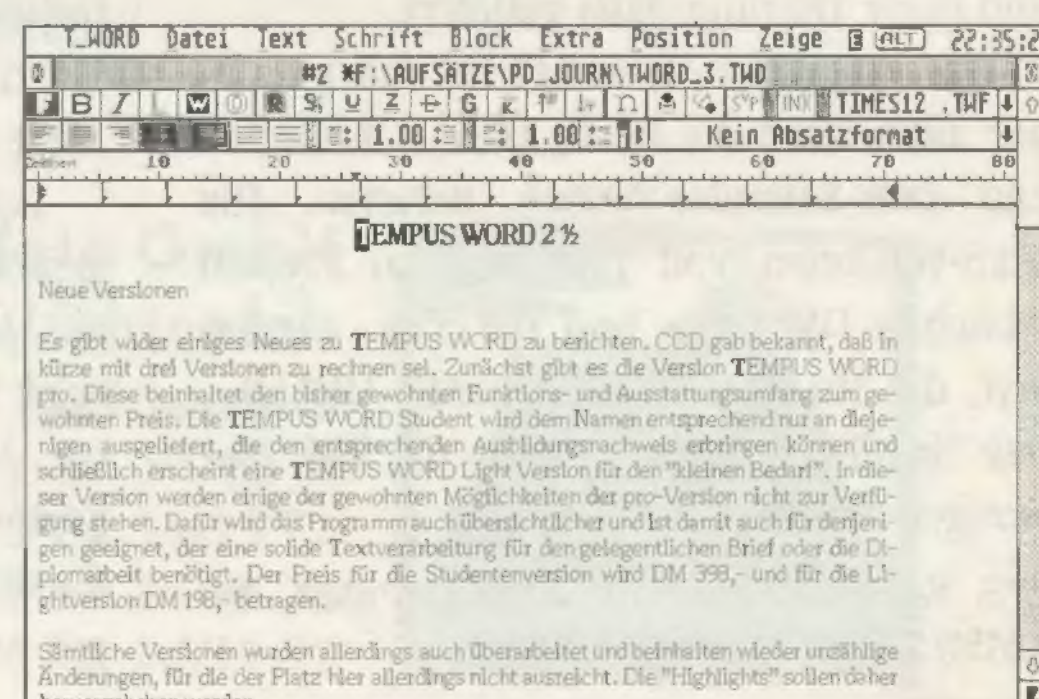 T_WORD Datei Text Schrift Block Extra Position Zeige ALT 22:35:2
#2 *F:\AUFSÄTZE\PD_JOURN\TWORD_3.TWD
F B I L W O R S U Z G K INK TIMES12 .TWF
1.00 1.00 Kein Absatzformat
10 20 30 40 50 60 70 80
TEMPUS WORD 2 ½
Neue Versionen
Es gibt wider einiges Neues zu TEMPUS WORD zu berichten. CCD gab bekannt, daß in
kürze mit drei Versionen zu rechnen sei. Zunächst gibt es die Version TEMPUS WORD
pro. Diese beinhaltet den bisher gewohnten Funktions- und Ausstattungsumfang zum ge-
wohnten Preis. Die TEMPUS WORD Student wird dem Namen entsprechend nur an dieje-
nigen ausgeliefert, die den entsprechenden Ausbildungsnachweis erbringen können und
schließlich erscheint eine TEMPUS WORD Light Version für den "kleinen Bedarf". In die-
ser Version werden einige der gewohnten Möglichkeiten der pro-Version nicht zur Verfü-
gung stehen. Dafür wird das Programm auch übersichtlicher und ist damit auch für denjeni-
gen geeignet, der eine solide Textverarbeitung für den gelegentlichen Brief oder die Di-
plomarbeit benötigt. Der Preis für die Studentenversion wird DM 398,- und für die Li-
ghtversion DM 198,- betragen.
Sämtliche Versionen wurden allerdings auch überarbeitet und beinhalten wieder unzählige
Änderungen, für die der Platz hier allerdings nicht ausreicht. Die "Highlights" sollen daher